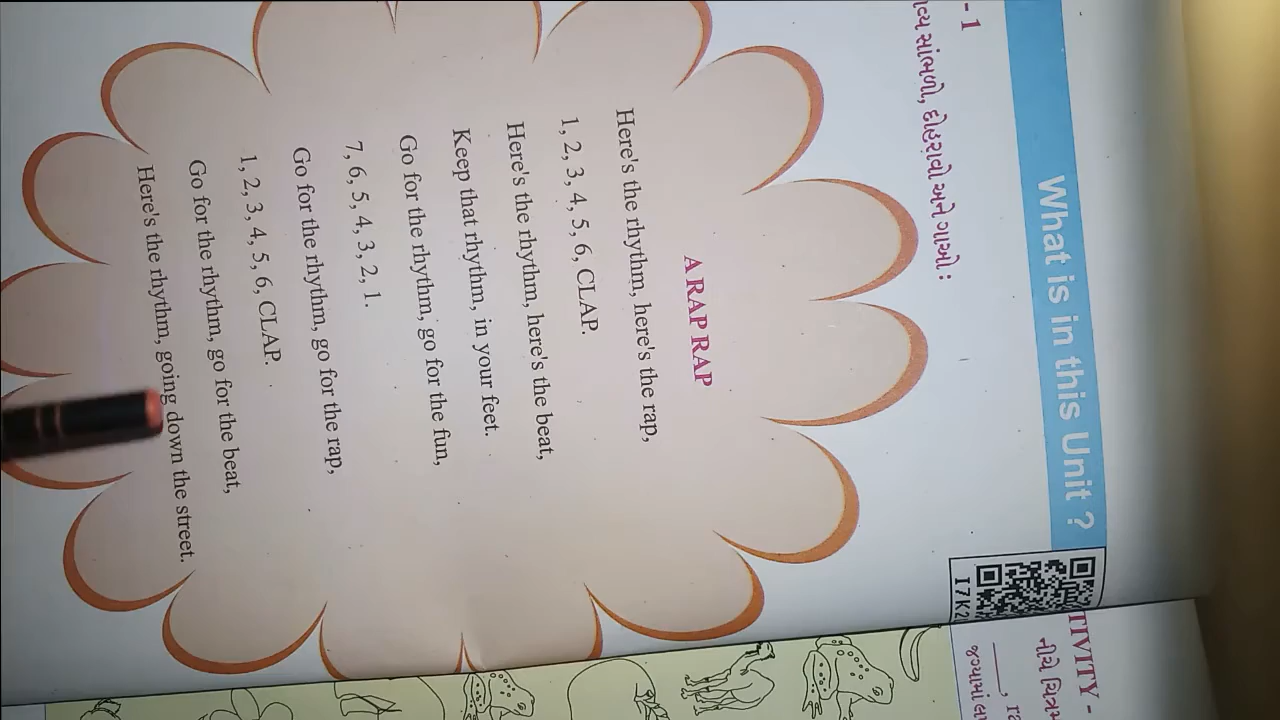 What is in this Unit ?
- 1
સાંભળો, દોહરાવો અને ગાઓ :
A RAP RAP
Here's the rhythm, here's the rap,
1, 2, 3, 4, 5, 6, CLAP.
Here's the rhythm, here's the beat,
Keep that rhythm, in your feet.
Go for the rhythm, go for the fun,
7, 6, 5, 4, 3, 2, 1.
Go for the rhythm, go for the rap,
1, 2, 3, 4, 5, 6, CLAP.
Go for the rhythm, go for the beat,
Here's the rhythm, going down the street.
I7K2
TIVITY -
નીચે